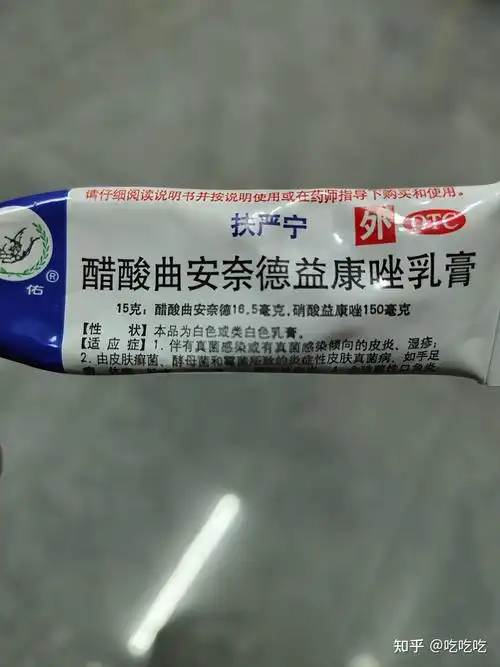 请仔细阅读说明书并按说明使用或在药师指导下购买和使用。
扶严宁 外 OTC
佑®
醋酸曲安奈德益康唑乳膏
15克：醋酸曲安奈德16.5毫克，硝酸益康唑150毫克
【性 状】本品为白色或类白色乳膏。
【适应症】1. 伴有真菌感染或有真菌感染倾向的皮炎、湿疹；
2. 由皮肤癣菌、酵母菌和霉菌所致的炎症性皮肤真菌病，如手足
知乎 @吃吃吃